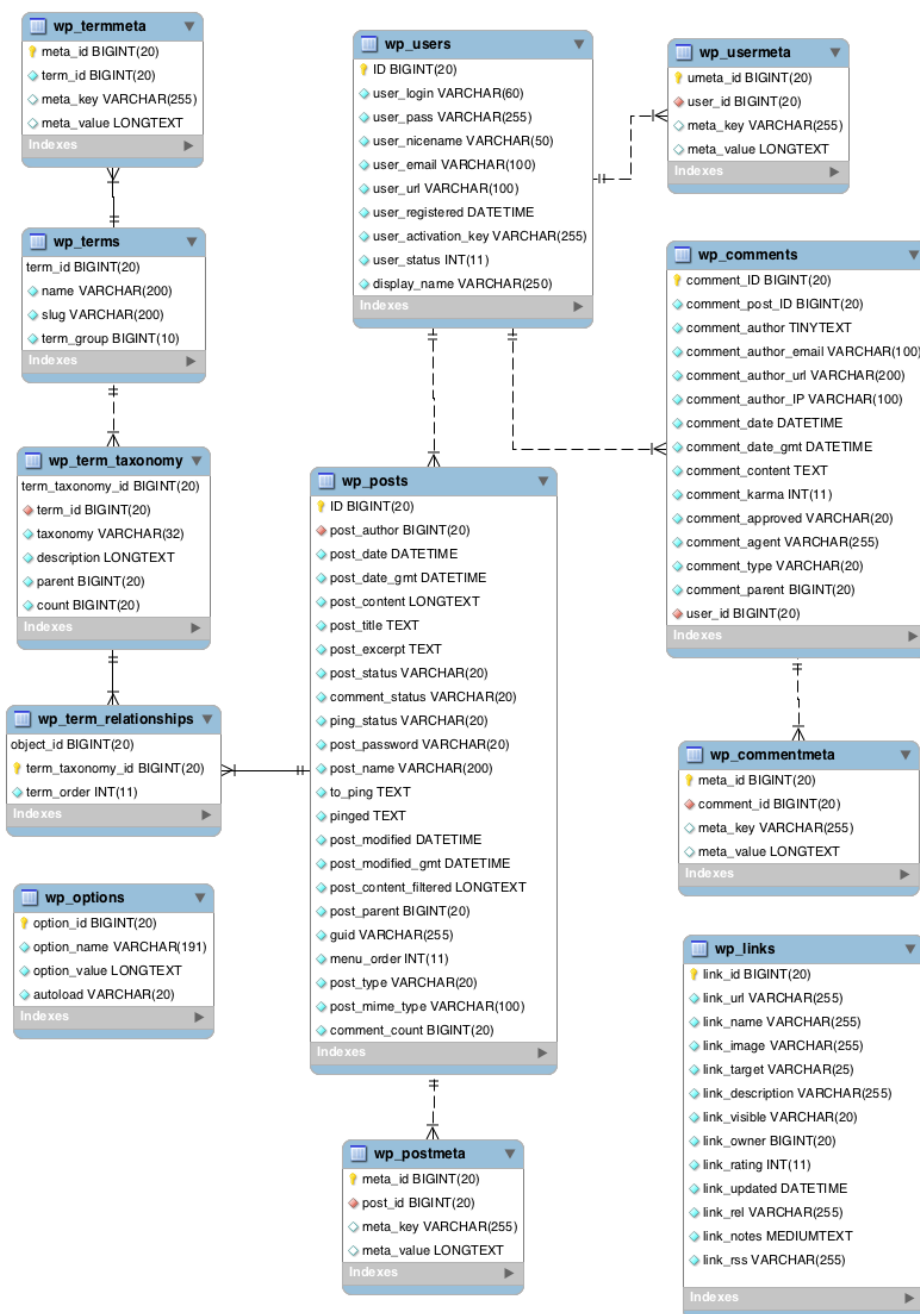 wp_termmeta
meta_id BIGINT(20)
term_id BIGINT(20)
meta_key VARCHAR(255)
meta_value LONGTEXT
Indexes
wp_terms
term_id BIGINT(20)
name VARCHAR(200)
slug VARCHAR(200)
term_group BIGINT(10)
Indexes
wp_term_taxonomy
term_taxonomy_id BIGINT(20)
term_id BIGINT(20)
taxonomy VARCHAR(32)
description LONGTEXT
parent BIGINT(20)
count BIGINT(20)
Indexes
wp_term_relationships
object_id BIGINT(20)
term_taxonomy_id BIGINT(20)
term_order INT(11)
Indexes
wp_options
option_id BIGINT(20)
option_name VARCHAR(191)
option_value LONGTEXT
autoload VARCHAR(20)
Indexes
wp_users
ID BIGINT(20)
user_login VARCHAR(60)
user_pass VARCHAR(255)
user_nicename VARCHAR(50)
user_email VARCHAR(100)
user_url VARCHAR(100)
user_registered DATETIME
user_activation_key VARCHAR(255)
user_status INT(11)
display_name VARCHAR(250)
Indexes
wp_posts
ID BIGINT(20)
post_author BIGINT(20)
post_date DATETIME
post_date_gmt DATETIME
post_content LONGTEXT
post_title TEXT
post_excerpt TEXT
post_status VARCHAR(20)
comment_status VARCHAR(20)
ping_status VARCHAR(20)
post_password VARCHAR(20)
post_name VARCHAR(200)
to_ping TEXT
pinged TEXT
post_modified DATETIME
post_modified_gmt DATETIME
post_content_filtered LONGTEXT
post_parent BIGINT(20)
guid VARCHAR(255)
menu_order INT(11)
post_type VARCHAR(20)
post_mime_type VARCHAR(100)
comment_count BIGINT(20)
Indexes
wp_postmeta
meta_id BIGINT(20)
post_id BIGINT(20)
meta_key VARCHAR(255)
meta_value LONGTEXT
Indexes
wp_usermeta
umeta_id BIGINT(20)
user_id BIGINT(20)
meta_key VARCHAR(255)
meta_value LONGTEXT
Indexes
wp_comments
comment_ID BIGINT(20)
comment_post_ID BIGINT(20)
comment_author TINYTEXT
comment_author_email VARCHAR(100)
comment_author_url VARCHAR(200)
comment_author_IP VARCHAR(100)
comment_date DATETIME
comment_date_gmt DATETIME
comment_content TEXT
comment_karma INT(11)
comment_approved VARCHAR(20)
comment_agent VARCHAR(255)
comment_type VARCHAR(20)
comment_parent BIGINT(20)
user_id BIGINT(20)
Indexes
wp_commentmeta
meta_id BIGINT(20)
comment_id BIGINT(20)
meta_key VARCHAR(255)
meta_value LONGTEXT
Indexes
wp_links
link_id BIGINT(20)
link_url VARCHAR(255)
link_name VARCHAR(255)
link_image VARCHAR(255)
link_target VARCHAR(25)
link_description VARCHAR(255)
link_visible VARCHAR(20)
link_owner BIGINT(20)
link_rating INT(11)
link_updated DATETIME
link_rel VARCHAR(255)
link_notes MEDIUMTEXT
link_rss VARCHAR(255)
Indexes